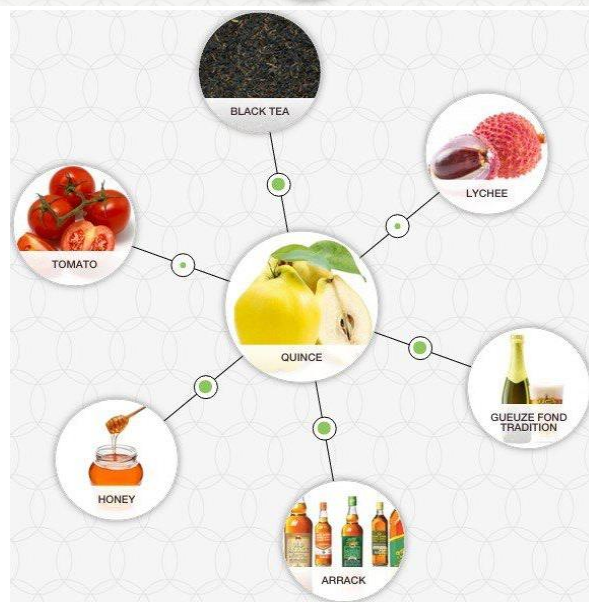 BLACK TEA
LYCHEE
TOMATO
QUINCE
GUEUZE FOND
TRADITION
HONEY
ARRACK